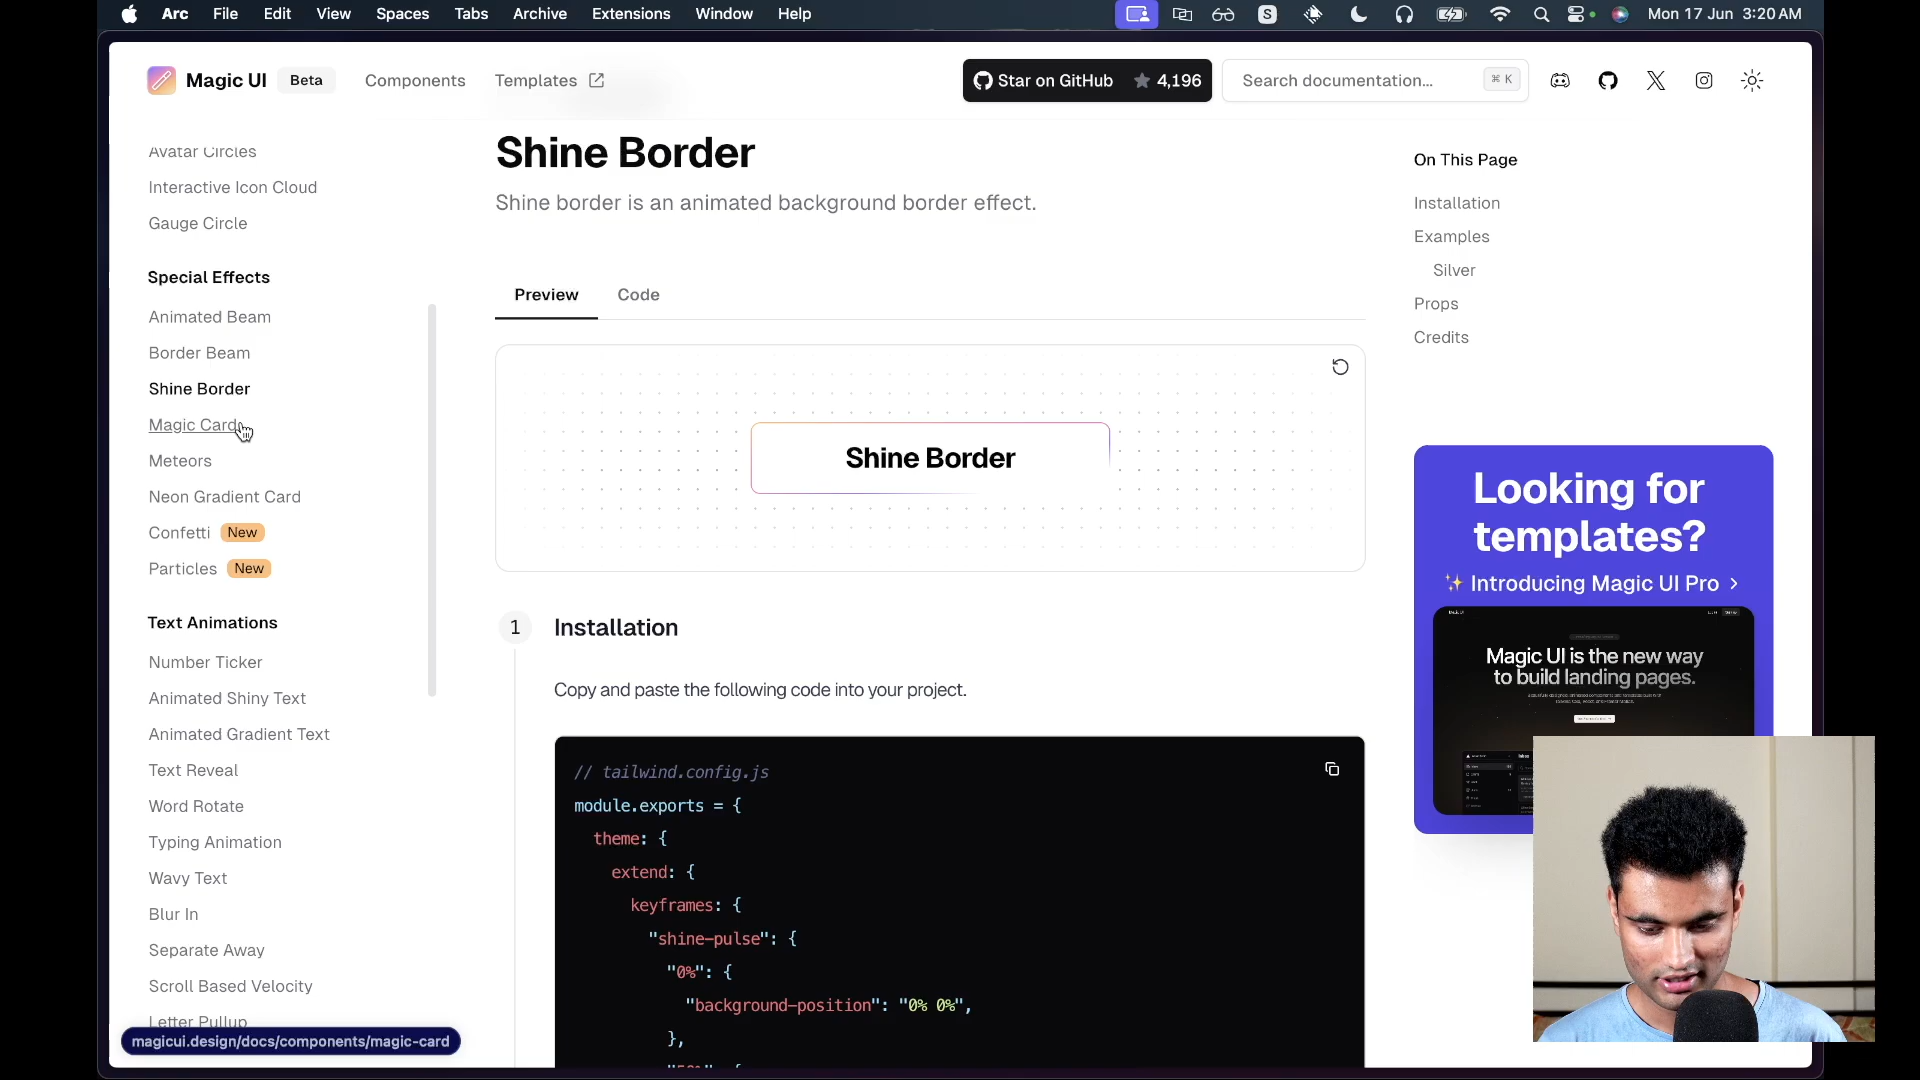 Arc File Edit View Spaces Tabs Archive Extensions Window Help
S
Mon 17 Jun 3:20 AM
Magic UI Beta Components Templates
Star on GitHub 4,196
Search documentation... ⌘ K
Avatar Circles
Interactive Icon Cloud
Gauge Circle
Special Effects
Animated Beam
Border Beam
Shine Border
Magic Card
Meteors
Neon Gradient Card
Confetti New
Particles New
Text Animations
Number Ticker
Animated Shiny Text
Animated Gradient Text
Text Reveal
Word Rotate
Typing Animation
Wavy Text
Blur In
Separate Away
Scroll Based Velocity
Letter Pullup
magicui.design/docs/components/magic-card
Shine Border
Shine border is an animated background border effect.
Preview Code
Shine Border
1 Installation
Copy and paste the following code into your project.
// tailwind.config.js
module.exports = {
theme: {
extend: {
keyframes: {
"shine-pulse": {
"0%": {
"background-position": "0% 0%",
},
On This Page
Installation
Examples
Silver
Props
Credits
Looking for
templates?
✨ Introducing Magic UI Pro
Magic UI is the new way
to build landing pages.